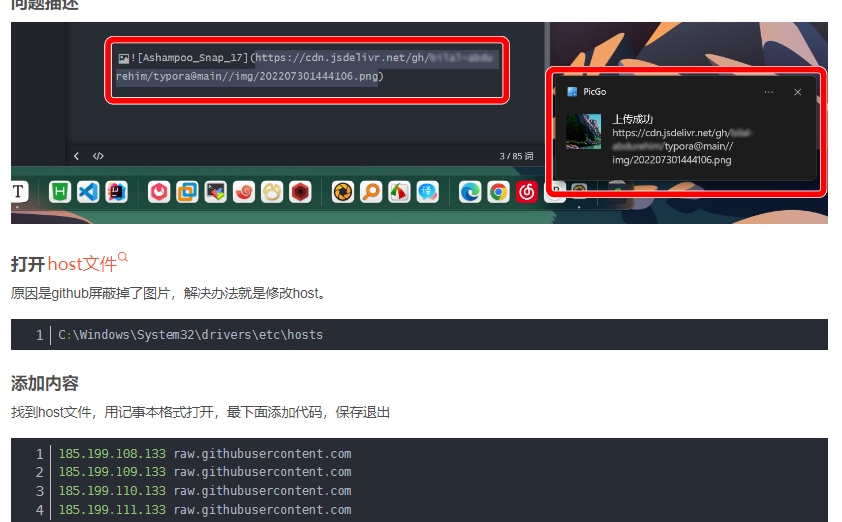 问题描述
![Ashampoo_Snap_17](https://cdn.jsdelivr.net/gh/
rehim/typora@main//img/202207301444106.png)
PicGo
上传成功
https://cdn.jsdelivr.net/gh/
typora@main//
img/202207301444106.png
3 / 85 词
打开host文件
原因是github屏蔽掉了图片，解决办法就是修改host。
1 C:\Windows\System32\drivers\etc\hosts
添加内容
找到host文件，用记事本格式打开，最下面添加代码，保存退出
1 185.199.108.133 raw.githubusercontent.com
2 185.199.109.133 raw.githubusercontent.com
3 185.199.110.133 raw.githubusercontent.com
4 185.199.111.133 raw.githubusercontent.com